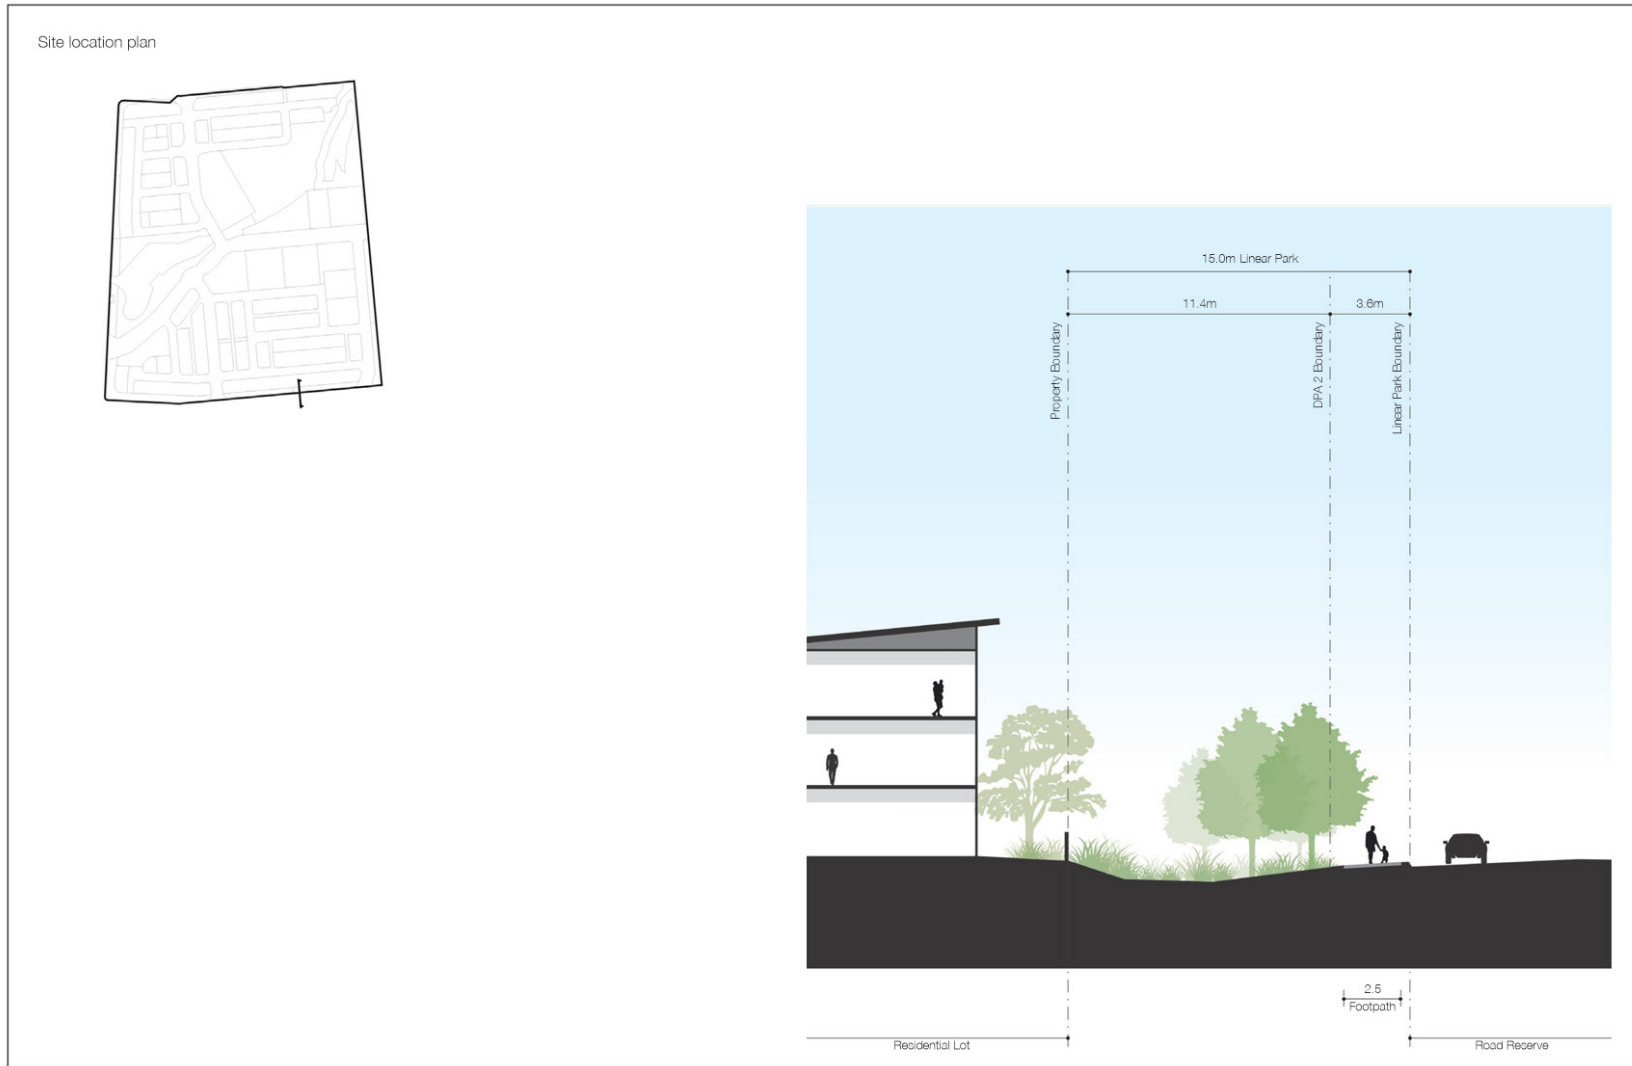 Site location plan
15.0m Linear Park
11.4m
3.6m
Property Boundary
DPA 2 Boundary
Linear Park Boundary
2.5
Footpath
Residential Lot
Road Reserve